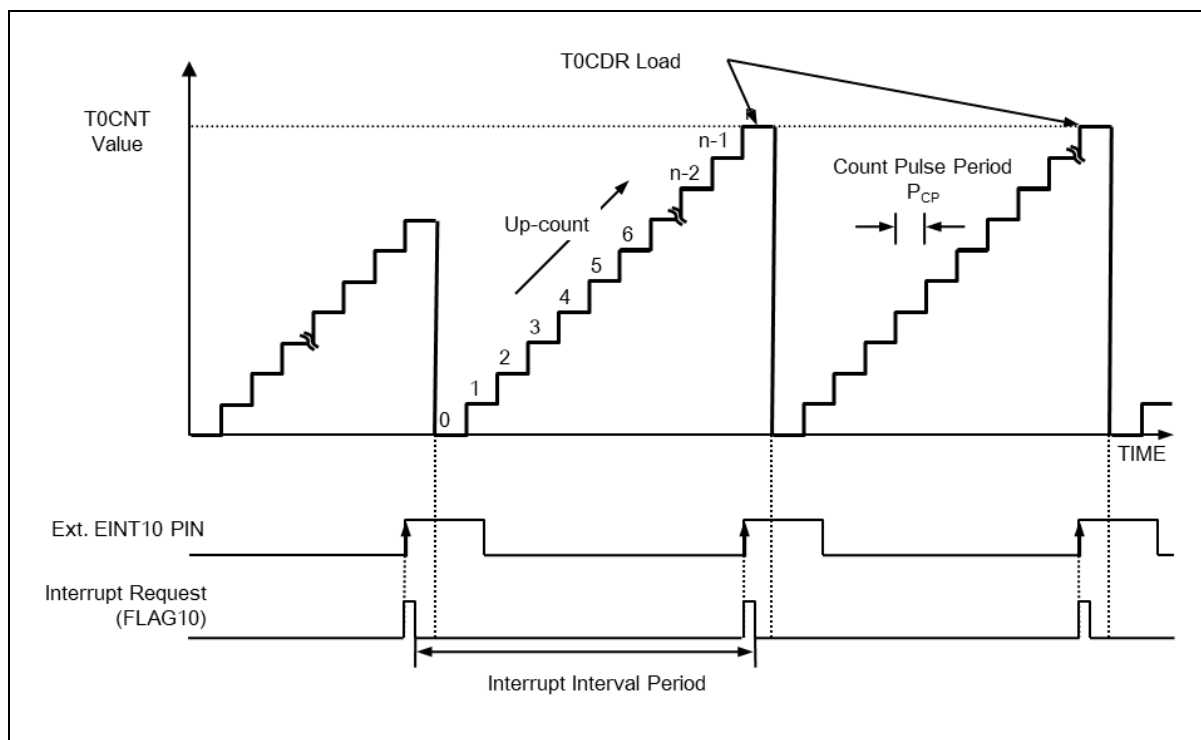 T0CDR Load
T0CNT
Value
n-1
n-2
Count Pulse Period
PCP
Up-count
6
5
4
3
2
1
0
TIME
Ext. EINT10 PIN
Interrupt Request
(FLAG10)
Interrupt Interval Period